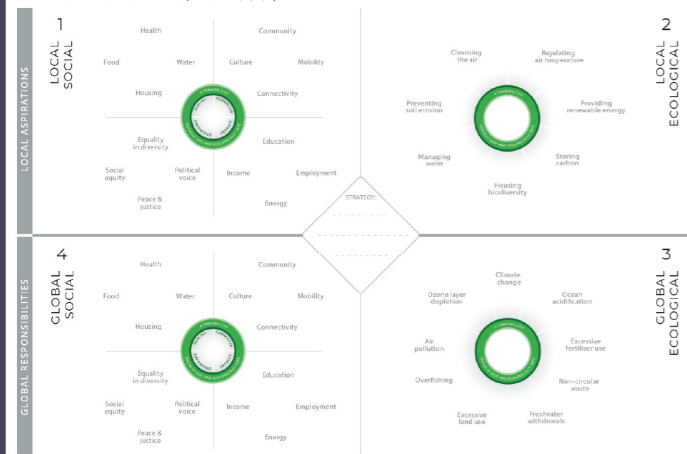 LOCAL ASPIRATIONS
1
LOCAL
SOCIAL
Health
Community
Food
Water
Culture
Mobility
Housing
Connectivity
Equality
in diversity
Education
Social
equity
Political
voice
Income
Employment
Peace &
justice
Energy
2
LOCAL
ECOLOGICAL
Cleansing
the air
Regulating
air temperature
Preventing
soil erosion
Providing
renewable energy
Managing
water
Storing
carbon
Housing
biodiversity
STRATEGY:
GLOBAL RESPONSIBILITIES
4
GLOBAL
SOCIAL
Health
Community
Food
Water
Culture
Mobility
Housing
Connectivity
Equality
in diversity
Education
Social
equity
Political
voice
Income
Employment
Peace &
justice
Energy
3
GLOBAL
ECOLOGICAL
Climate
change
Ozone layer
depletion
Ocean
acidification
Air
pollution
Excessive
fertiliser use
Overfishing
Non-circular
waste
Excessive
land use
Freshwater
withdrawals